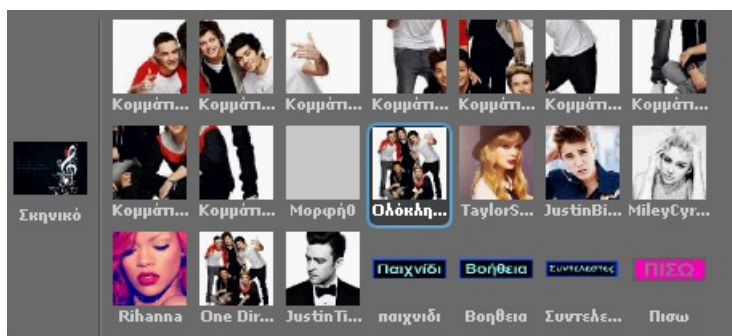 Κομμάτι... Κομμάτι... Κομμάτι... Κομμάτι... Κομμάτι... Κομμάτι... Κομμάτι...
Σκηνικό
Κομμάτι... Κομμάτι... Μορφή0 Ολόκλη... TaylorS... JustinBi... MileyCyr...
Παιχνίδι Βοήθεια Συντελεστές ΠΙΣΩ
Rihanna One Dir... JustinTi... παιχνιδι Βοηθεια Συντελε... Πισω